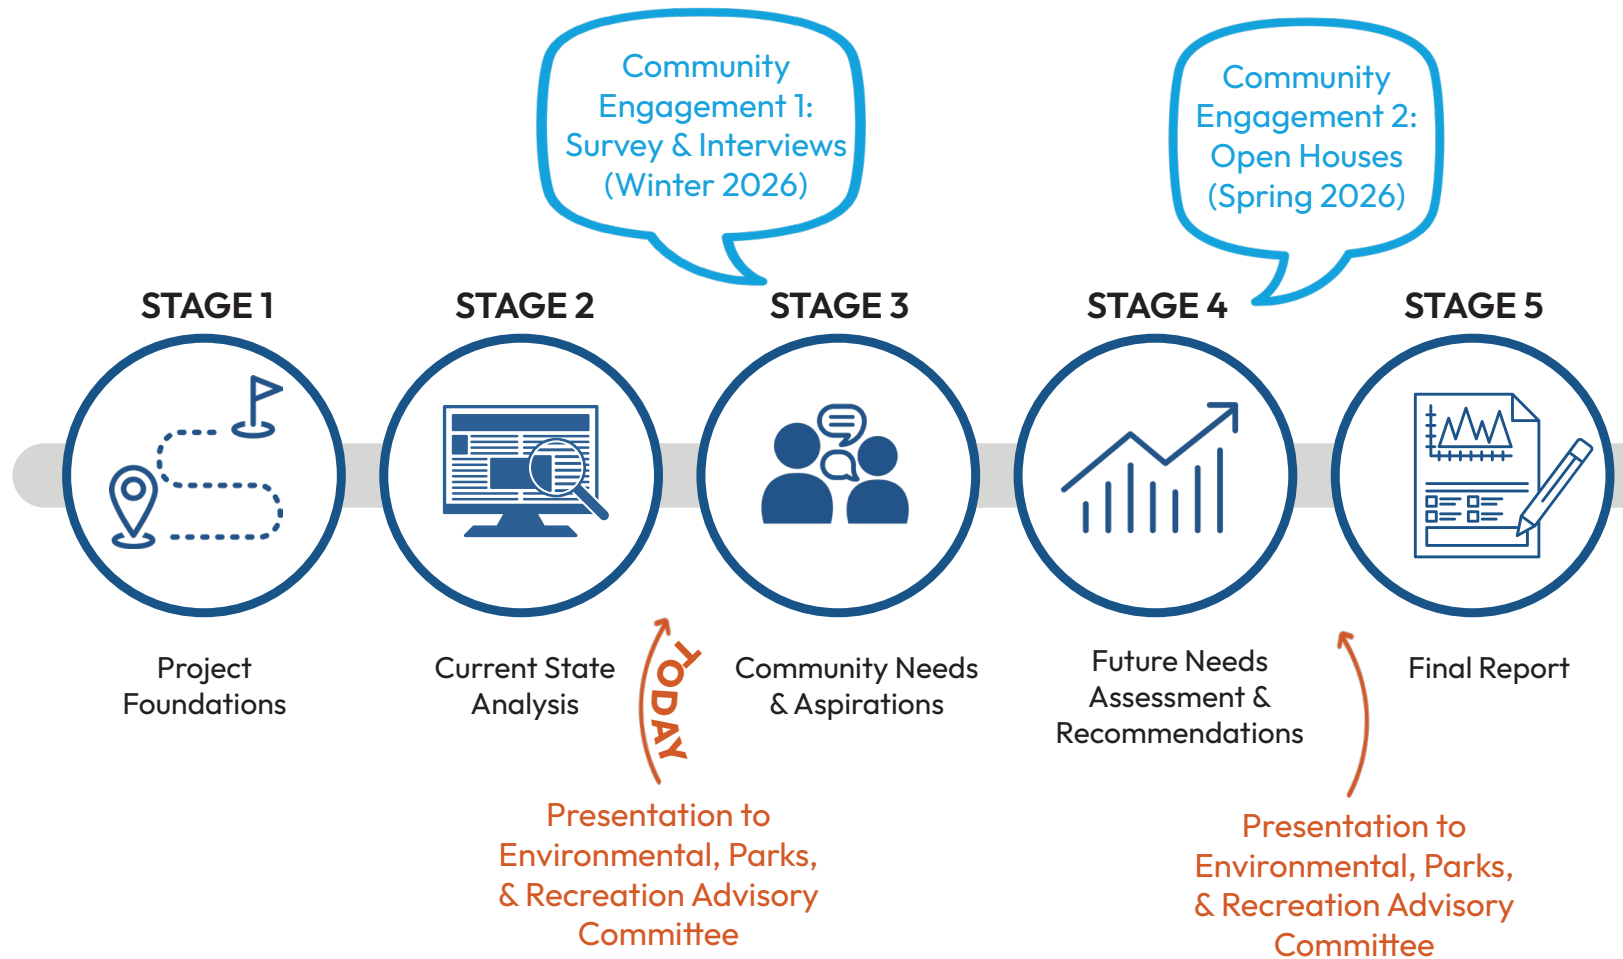 Community
Engagement 1:
Survey & Interviews
(Winter 2026)
Community
Engagement 2:
Open Houses
(Spring 2026)
STAGE 1
STAGE 2
STAGE 3
STAGE 4
STAGE 5
Project
Foundations
Current State
Analysis
Community Needs
& Aspirations
Future Needs
Assessment &
Recommendations
Final Report
TODAY
Presentation to
Environmental, Parks,
& Recreation Advisory
Committee
Presentation to
Environmental, Parks,
& Recreation Advisory
Committee